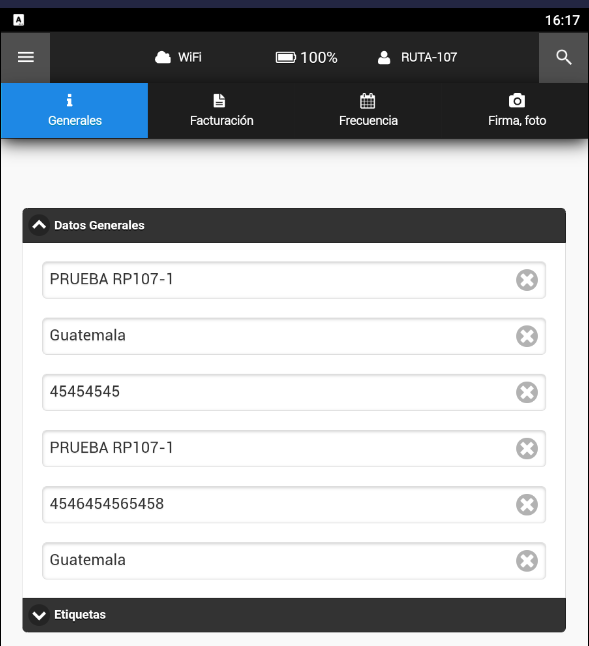 16:17
WiFi 100% RUTA-107
Generales Facturación Frecuencia Firma, foto
Datos Generales
PRUEBA RP107-1
Guatemala
45454545
PRUEBA RP107-1
4546454565458
Guatemala
Etiquetas